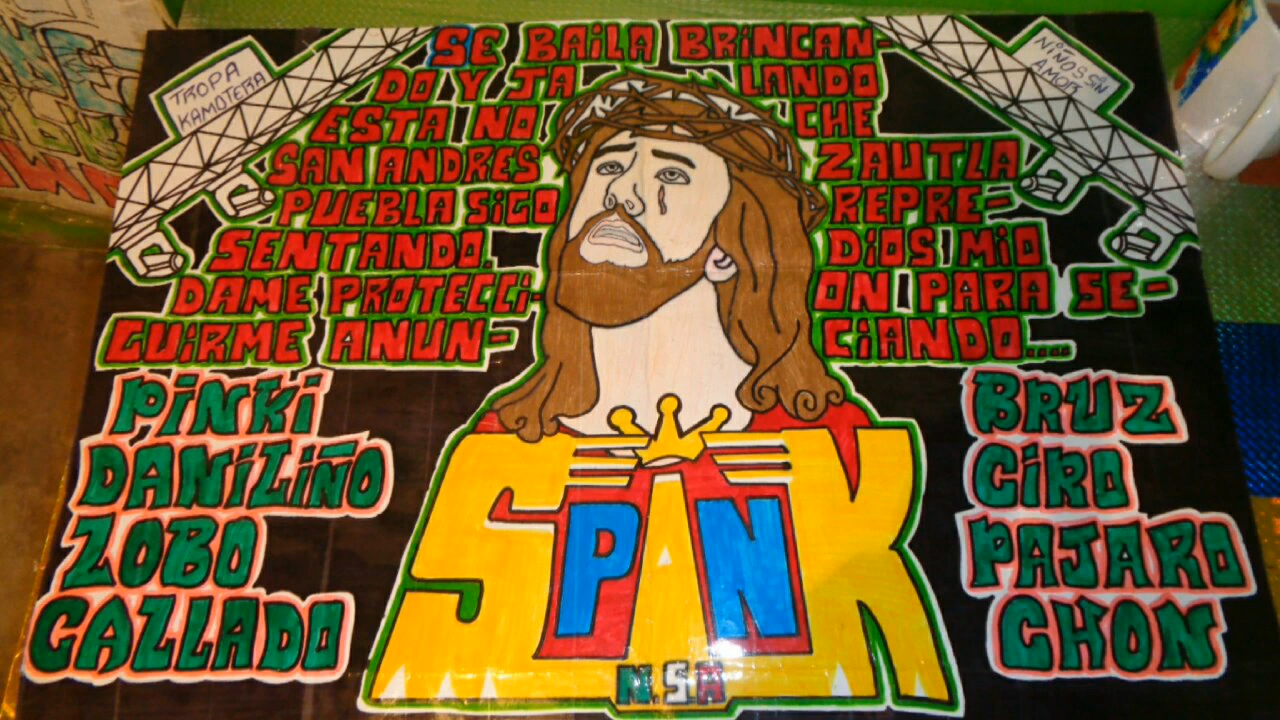 SE BAILA BRINCAN-
DO Y JA LANDO
ESTA NO CHE
SAN ANDRES ZAUTLA
PUEBLA SIGO REPRE-
SENTANDO. DIOS MIO
DAME PROTECCI- ON PARA SE-
GUIRME ANUN- CIANDO....
TROPA
KAMOTERA
NIÑOS SIN
AMOR
PINKI
DANILIÑO
LOBO
CALLADO
BRUZ
CIRO
PAJARO
CHON
SPANK
N.S.A